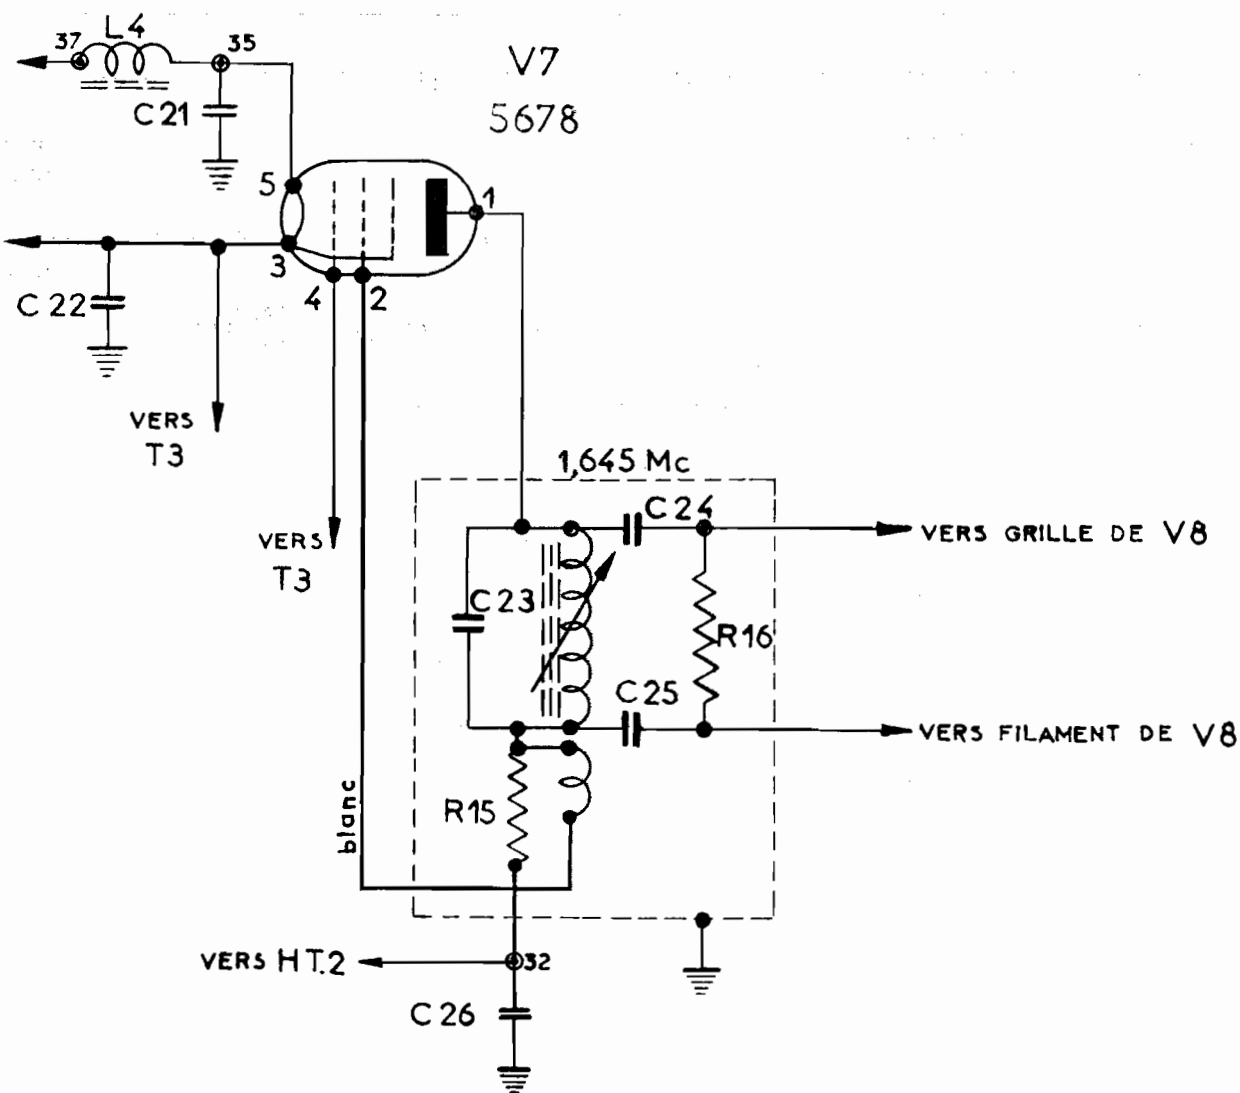 L4
37
35
V7
C21
5678
5
1
3
4
2
C22
VERS
T3
1,645 Mc
C24
VERS GRILLE DE V8
VERS
T3
C23
R16
C25
VERS FILAMENT DE V8
blanc
R15
VERS HT.2
32
C26